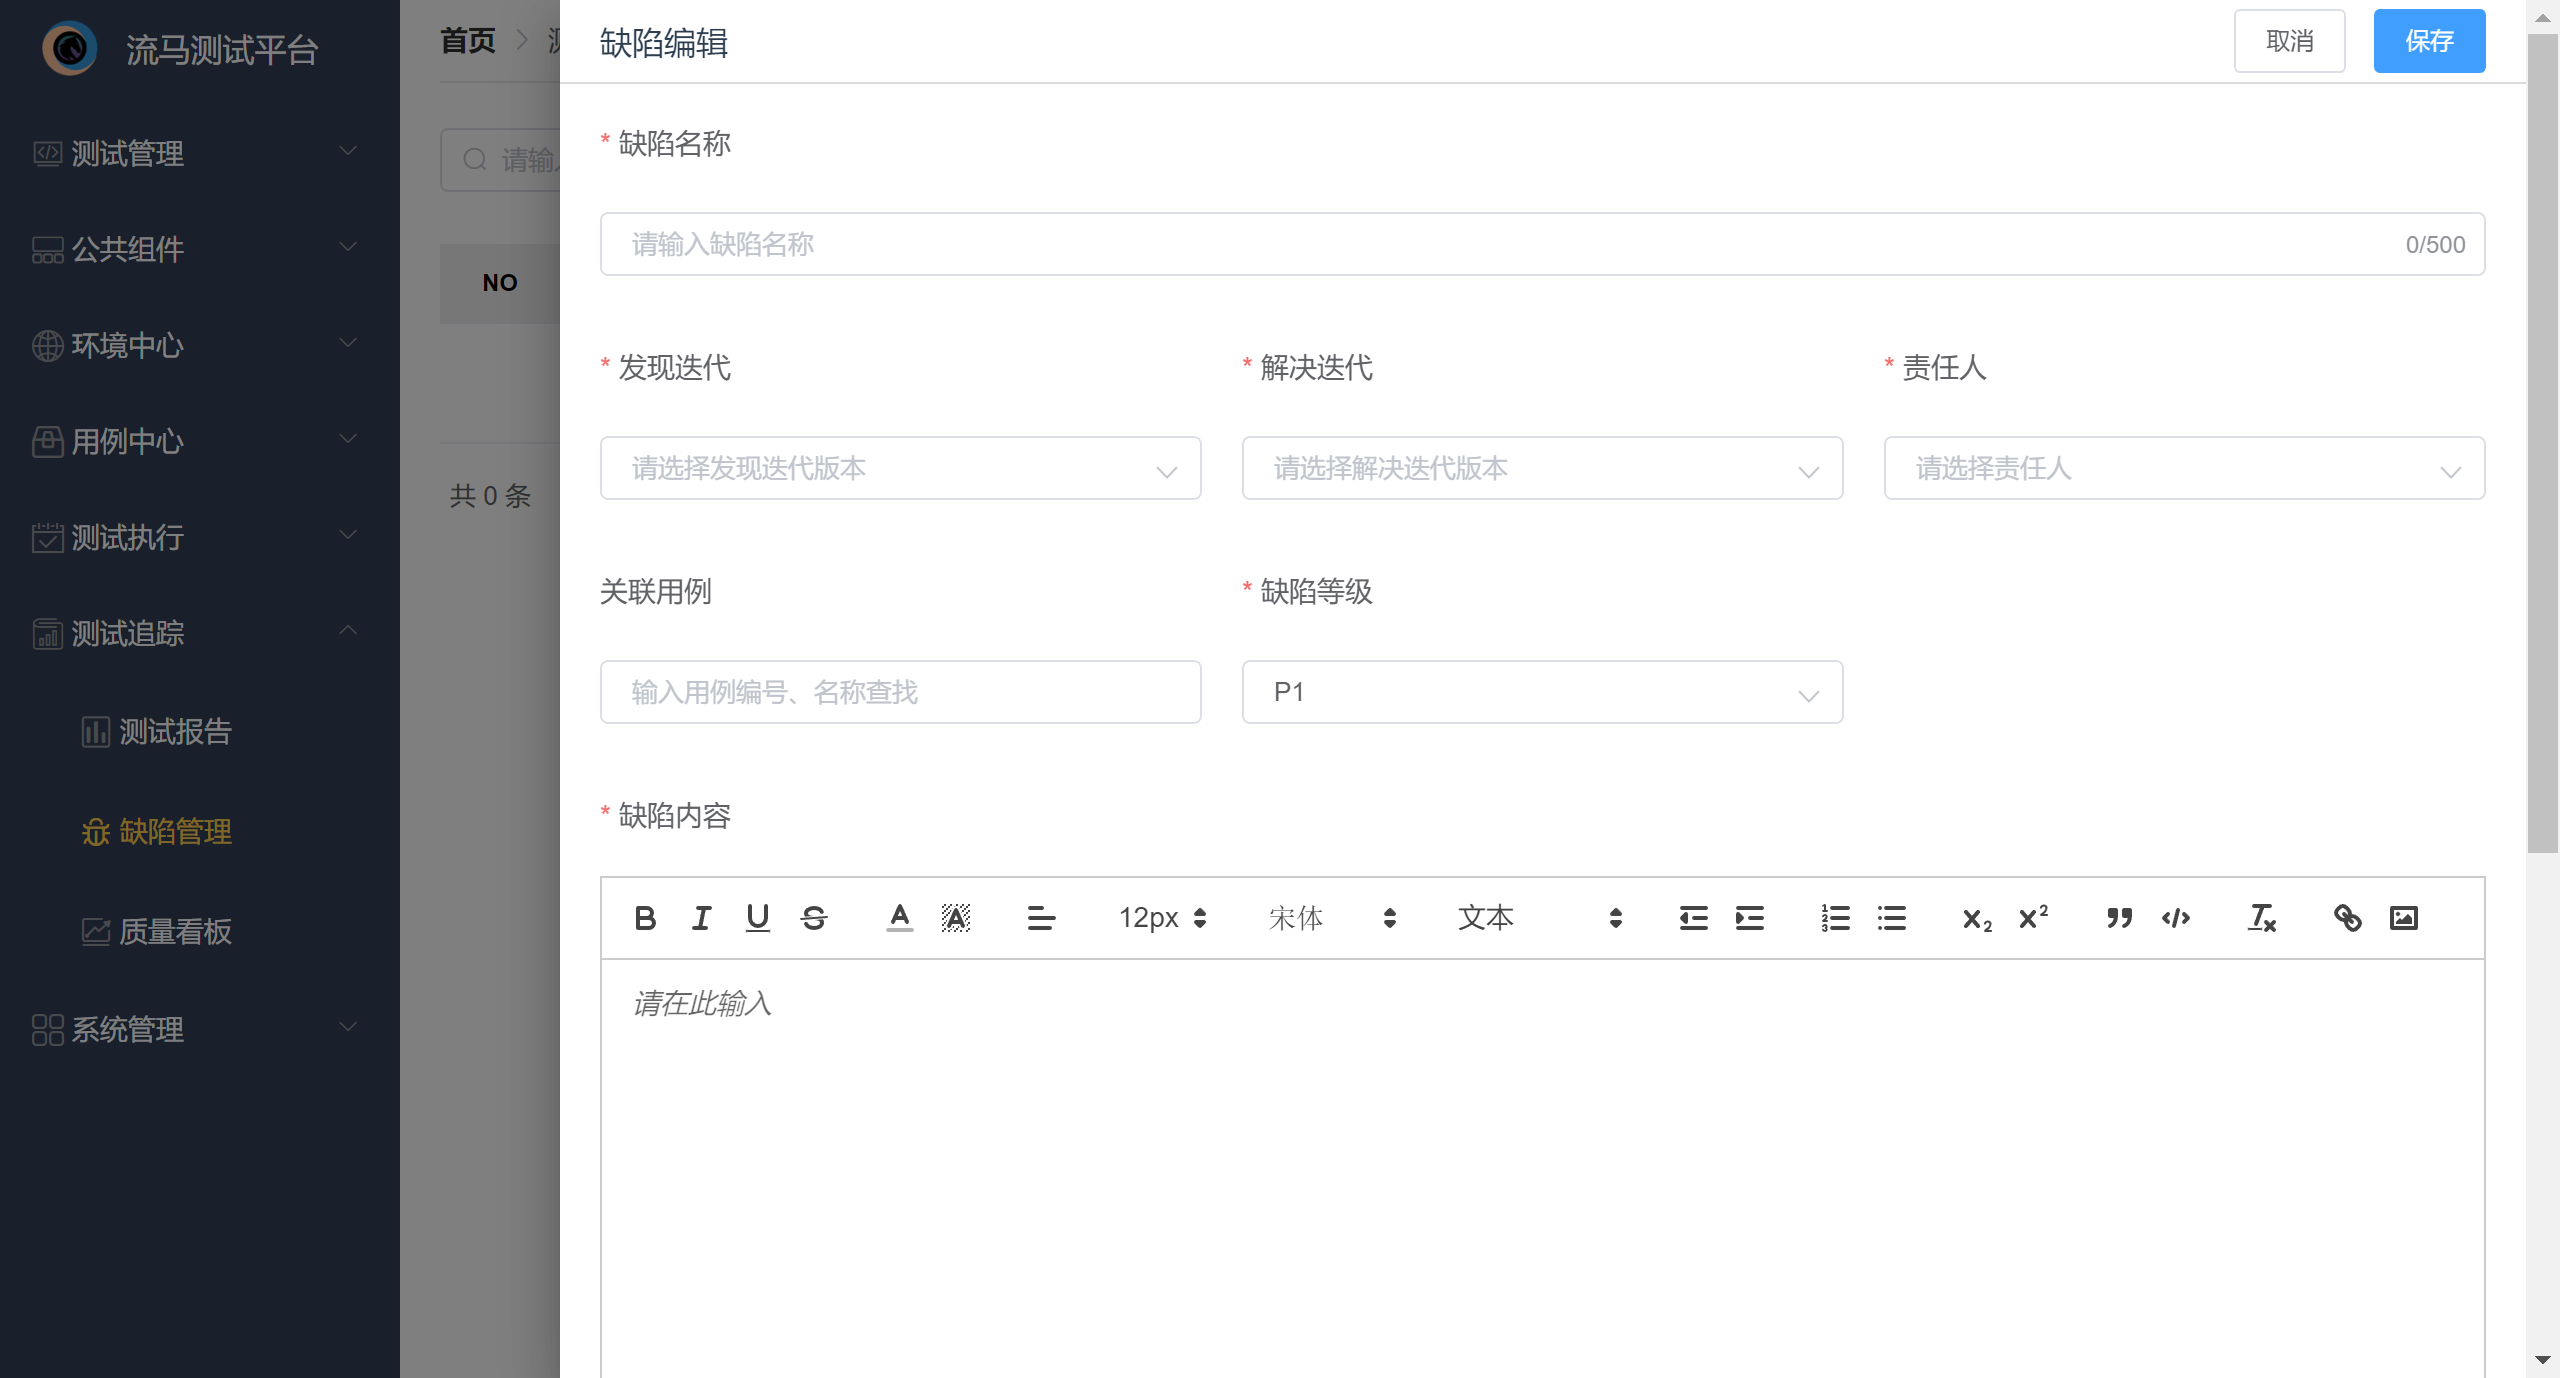 流马测试平台
测试管理
公共组件
环境中心
用例中心
测试执行
测试追踪
测试报告
缺陷管理
质量看板
系统管理
首页
请输
NO
共 0 条
缺陷编辑
取消
保存
* 缺陷名称
请输入缺陷名称
0/500
* 发现迭代
* 解决迭代
* 责任人
请选择发现迭代版本
请选择解决迭代版本
请选择责任人
关联用例
* 缺陷等级
输入用例编号、名称查找
P1
* 缺陷内容
12px
宋体
文本
请在此输入